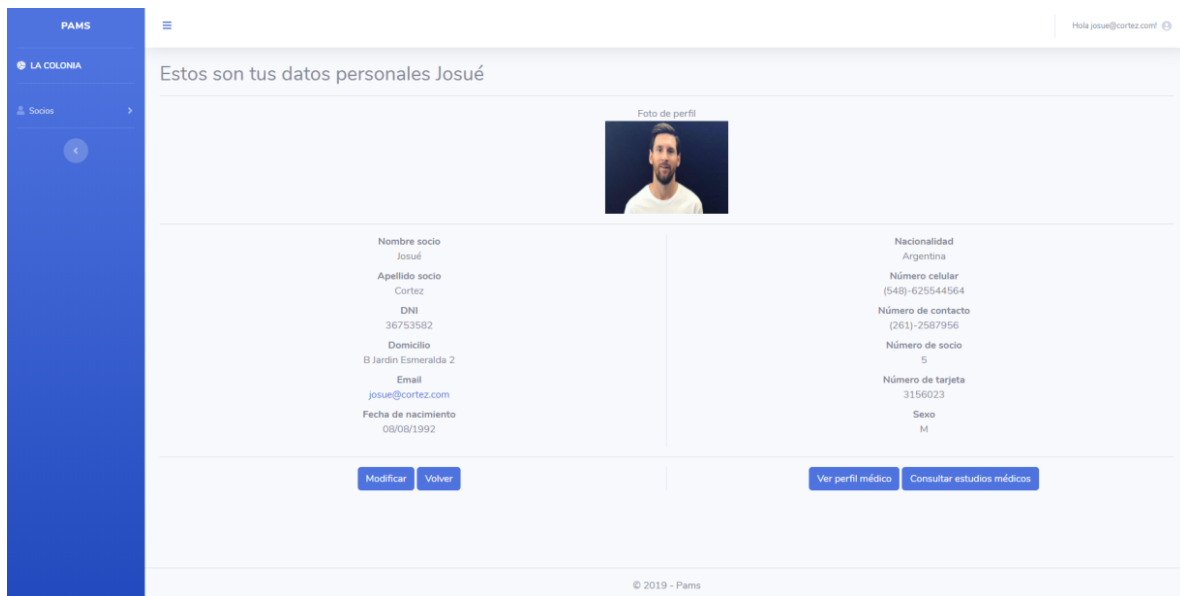 PAMS
Hola josue@cortez.com!
LA COLONIA
Socios
Estos son tus datos personales Josué
Foto de perfil
Nombre socio
Josué
Apellido socio
Cortez
DNI
36753582
Domicilio
B Jardin Esmeralda 2
Email
josue@cortez.com
Fecha de nacimiento
08/08/1992
Nacionalidad
Argentina
Número celular
(548)-625544564
Número de contacto
(261)-2587956
Número de socio
5
Número de tarjeta
3156023
Sexo
M
Modificar
Volver
Ver perfil médico
Consultar estudios médicos
© 2019 - Pams